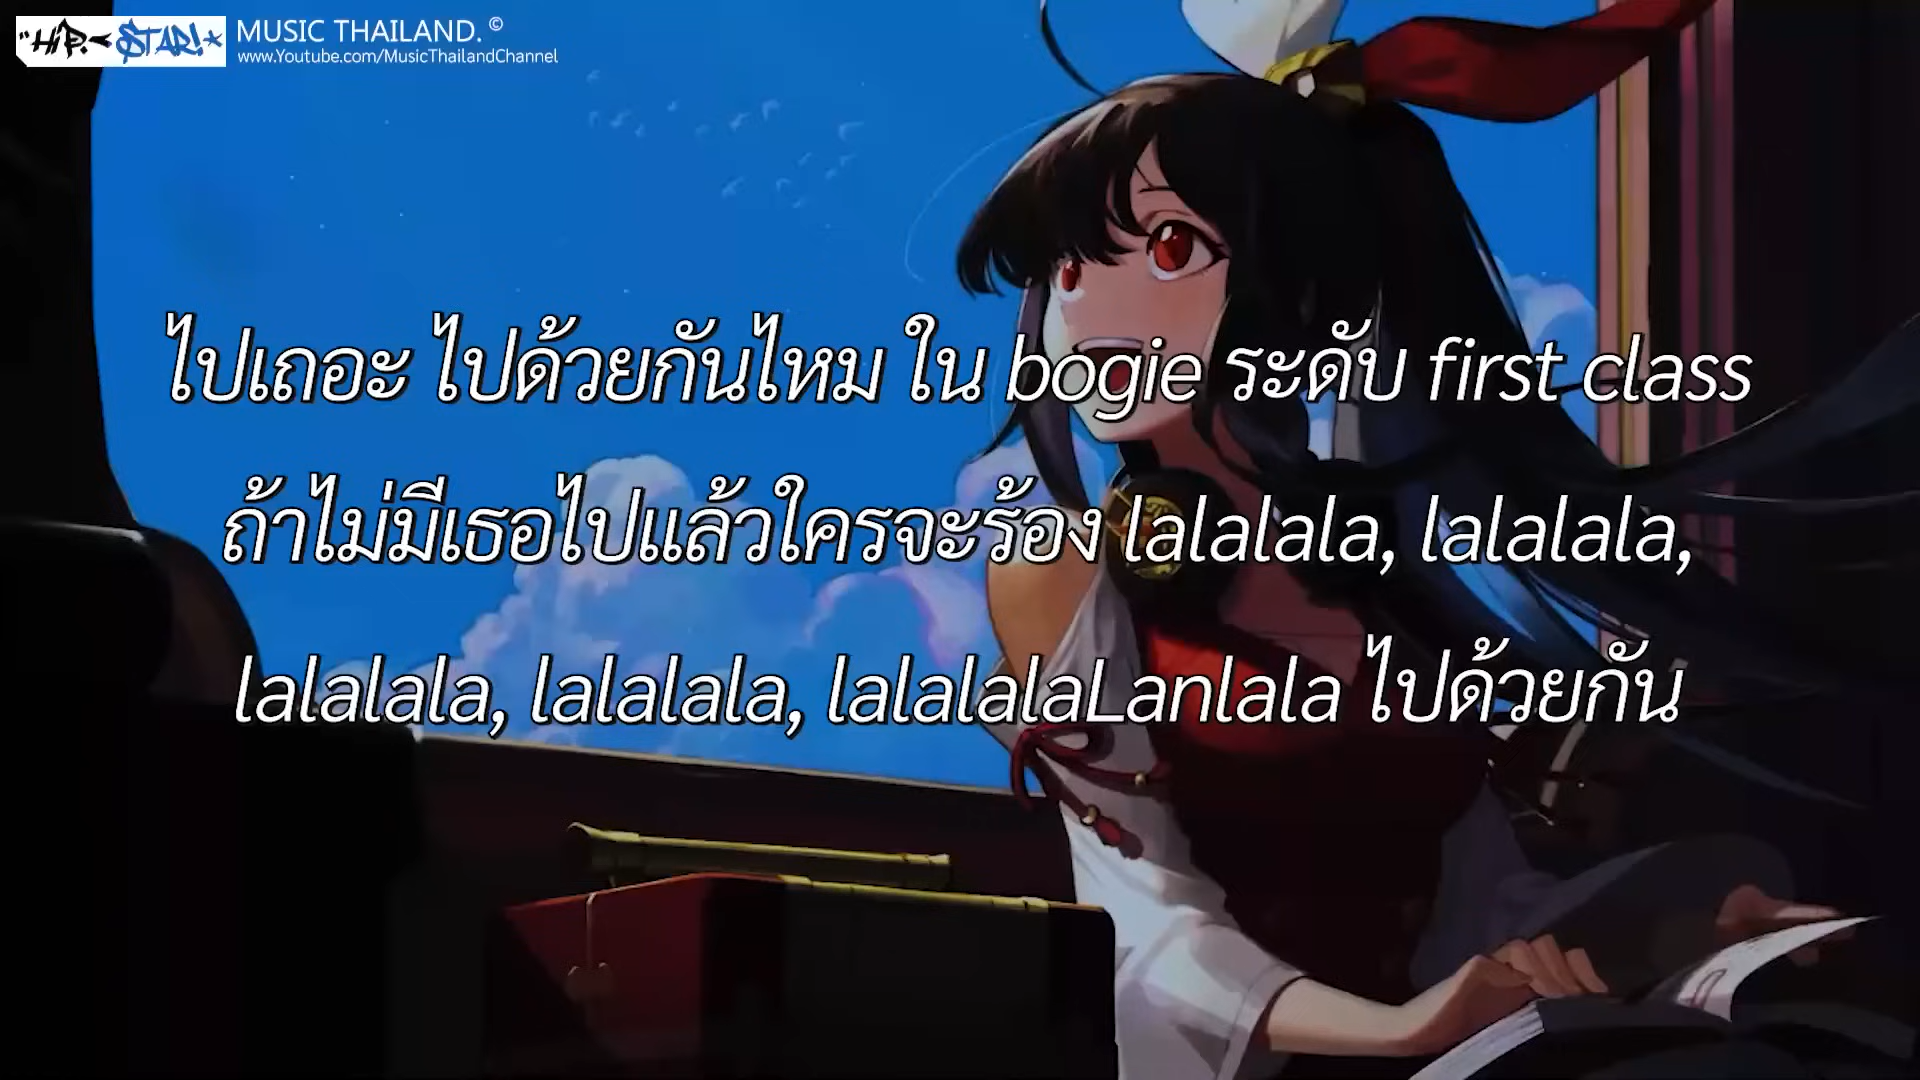 "HIP.<STAR!★
MUSIC THAILAND.©
www.Youtube.com/MusicThailandChannel
ไปเถอะ ไปด้วยกันไหม ใน bogie ระดับ first class
ถ้าไม่มีเธอไปแล้วใครจะร้อง lalalala, lalalala,
lalalala, lalalala, lalalalaLanlala ไปด้วยกัน